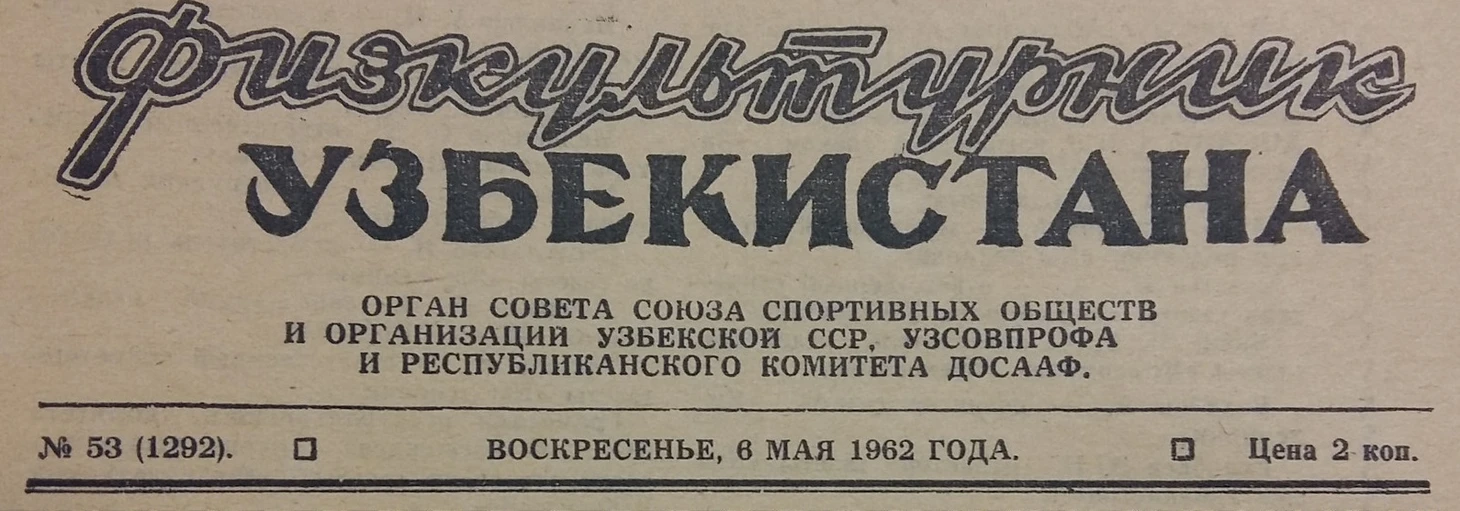 физкультурник
УЗБЕКИСТАНА
ОРГАН СОВЕТА СОЮЗА СПОРТИВНЫХ ОБЩЕСТВ
И ОРГАНИЗАЦИЙ УЗБЕКСКОЙ ССР, УЗСОВПРОФА
И РЕСПУБЛИКАНСКОГО КОМИТЕТА ДОСААФ.
№ 53 (1292). ВОСКРЕСЕНЬЕ, 6 МАЯ 1962 ГОДА. Цена 2 коп.